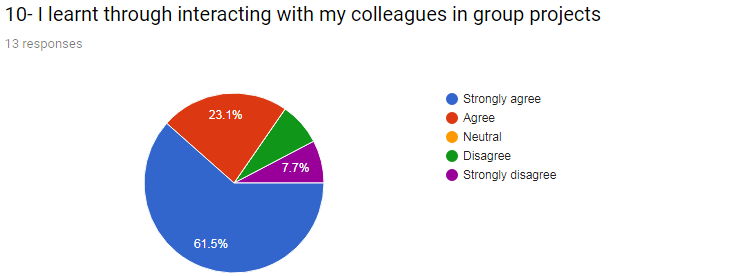 10- I learnt through interacting with my colleagues in group projects
13 responses
23.1%
7.7%
61.5%
Strongly agree
Agree
Neutral
Disagree
Strongly disagree